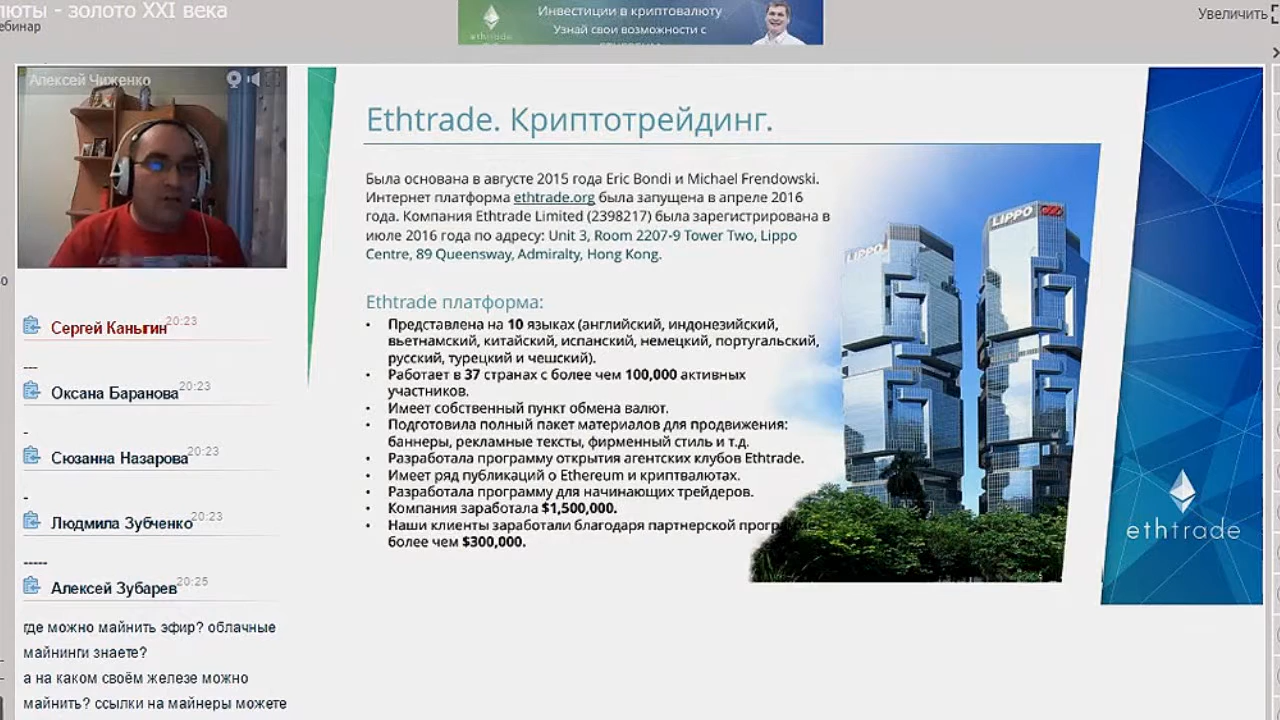 люты - золото XXI века
ебинар
Инвестиции в криптовалюту
Узнай свои возможности с
ethtrade
Увеличить
Алексей Чиженко
Ethtrade. Криптотрейдинг.
Была основана в августе 2015 года Eric Bondi и Michael Frendowski.
Интернет платформа ethtrade.org была запущена в апреле 2016
года. Компания Ethtrade Limited (2398217) была зарегистрирована в
июле 2016 года по адресу: Unit 3, Room 2207-9 Tower Two, Lippo
Centre, 89 Queensway, Admiralty, Hong Kong.
Ethtrade платформа:
• Представлена на 10 языках (английский, индонезийский,
вьетнамский, китайский, испанский, немецкий, португальский,
русский, турецкий и чешский).
• Работает в 37 странах с более чем 100,000 активных
участников.
• Имеет собственный пункт обмена валют.
• Подготовила полный пакет материалов для продвижения:
баннеры, рекламные тексты, фирменный стиль и т.д.
• Разработала программу открытия агентских клубов Ethtrade.
• Имеет ряд публикаций о Ethereum и криптвалютах.
• Разработала программу для начинающих трейдеров.
• Компания заработала $1,500,000.
• Наши клиенты заработали благодаря партнерской
более чем $300,000.
LIPPO
LIPPO
ethtrade
Сергей Каныгин 20:23
---
Оксана Баранова 20:23
-
Сюзанна Назарова 20:23
-
Людмила Зубченко 20:23
-----
Алексей Зубарев 20:25
где можно майнить эфир? облачные
майнинги знаете?
а на каком своём железе можно
майнить? ссылки на майнеры можете